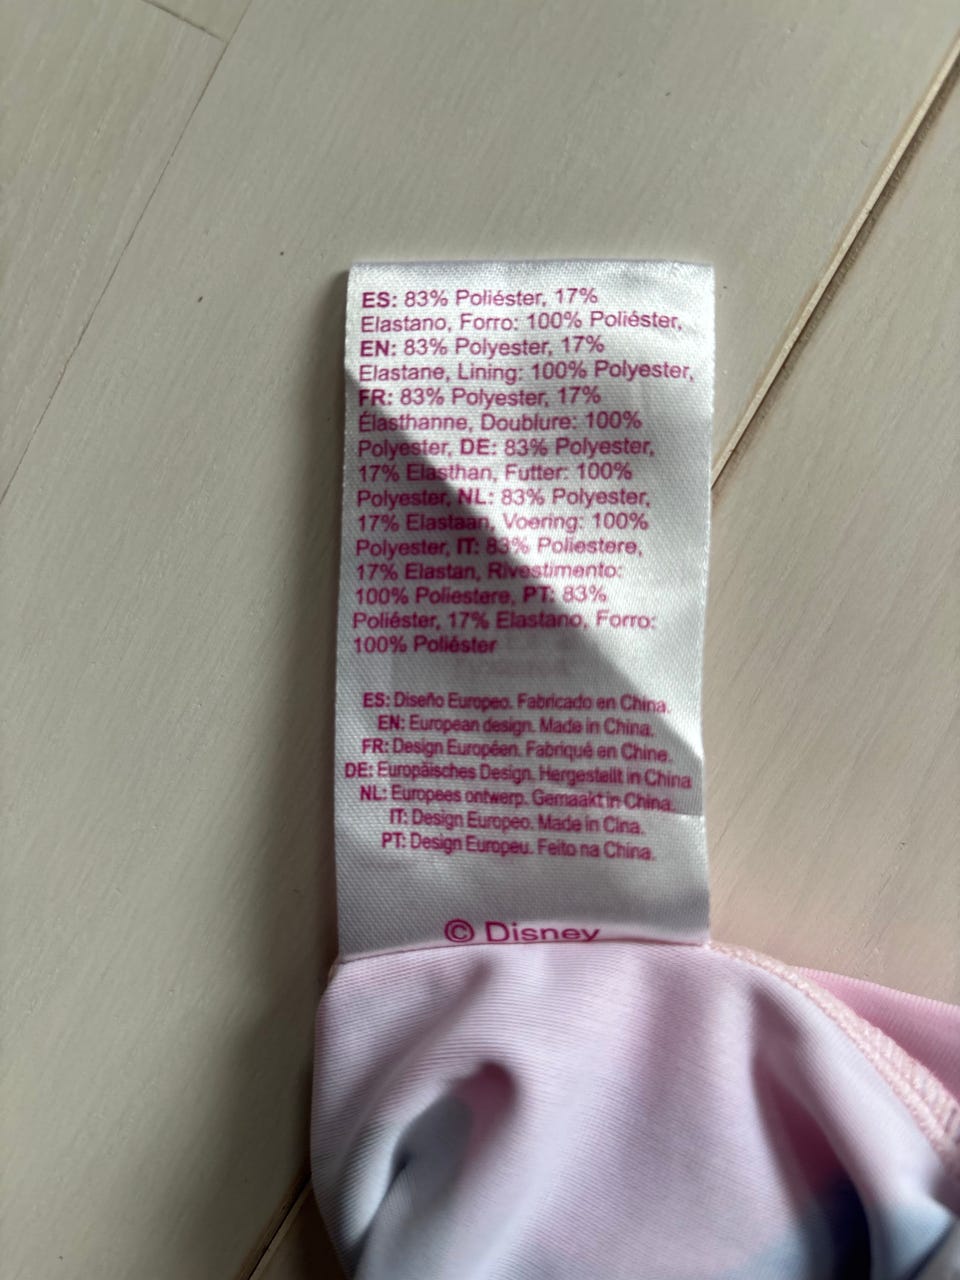 ES: 83% Poliéster, 17%
Elastano, Forro: 100% Poliéster,
EN: 83% Polyester, 17%
Elastane, Lining: 100% Polyester,
FR: 83% Polyester, 17%
Élasthanne, Doublure: 100%
Polyester, DE: 83% Polyester,
17% Elasthan, Futter: 100%
Polyester, NL: 83% Polyester,
17% Elastaan, Voering: 100%
Polyester, IT: 83% Poliestere,
17% Elastan, Rivestimento:
100% Poliestere, PT: 83%
Poliéster, 17% Elastano, Forro:
100% Poliéster
ES: Diseño Europeo. Fabricado en China.
EN: European design. Made in China.
FR: Design Européen. Fabriqué en Chine.
DE: Europäisches Design. Hergestellt in China
NL: Europees ontwerp. Gemaakt in China.
IT: Design Europeo. Made in Cina.
PT: Design Europeu. Feito na China.
© Disney